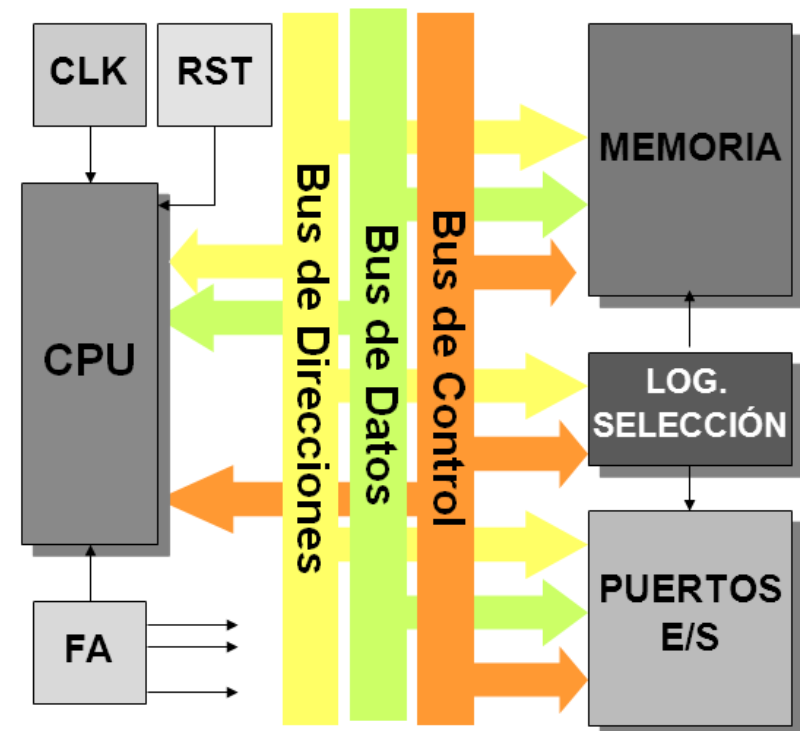 CLK
RST
CPU
FA
Bus de Direcciones
Bus de Datos
Bus de Control
MEMORIA
LOG.
SELECCIÓN
PUERTOS
E/S